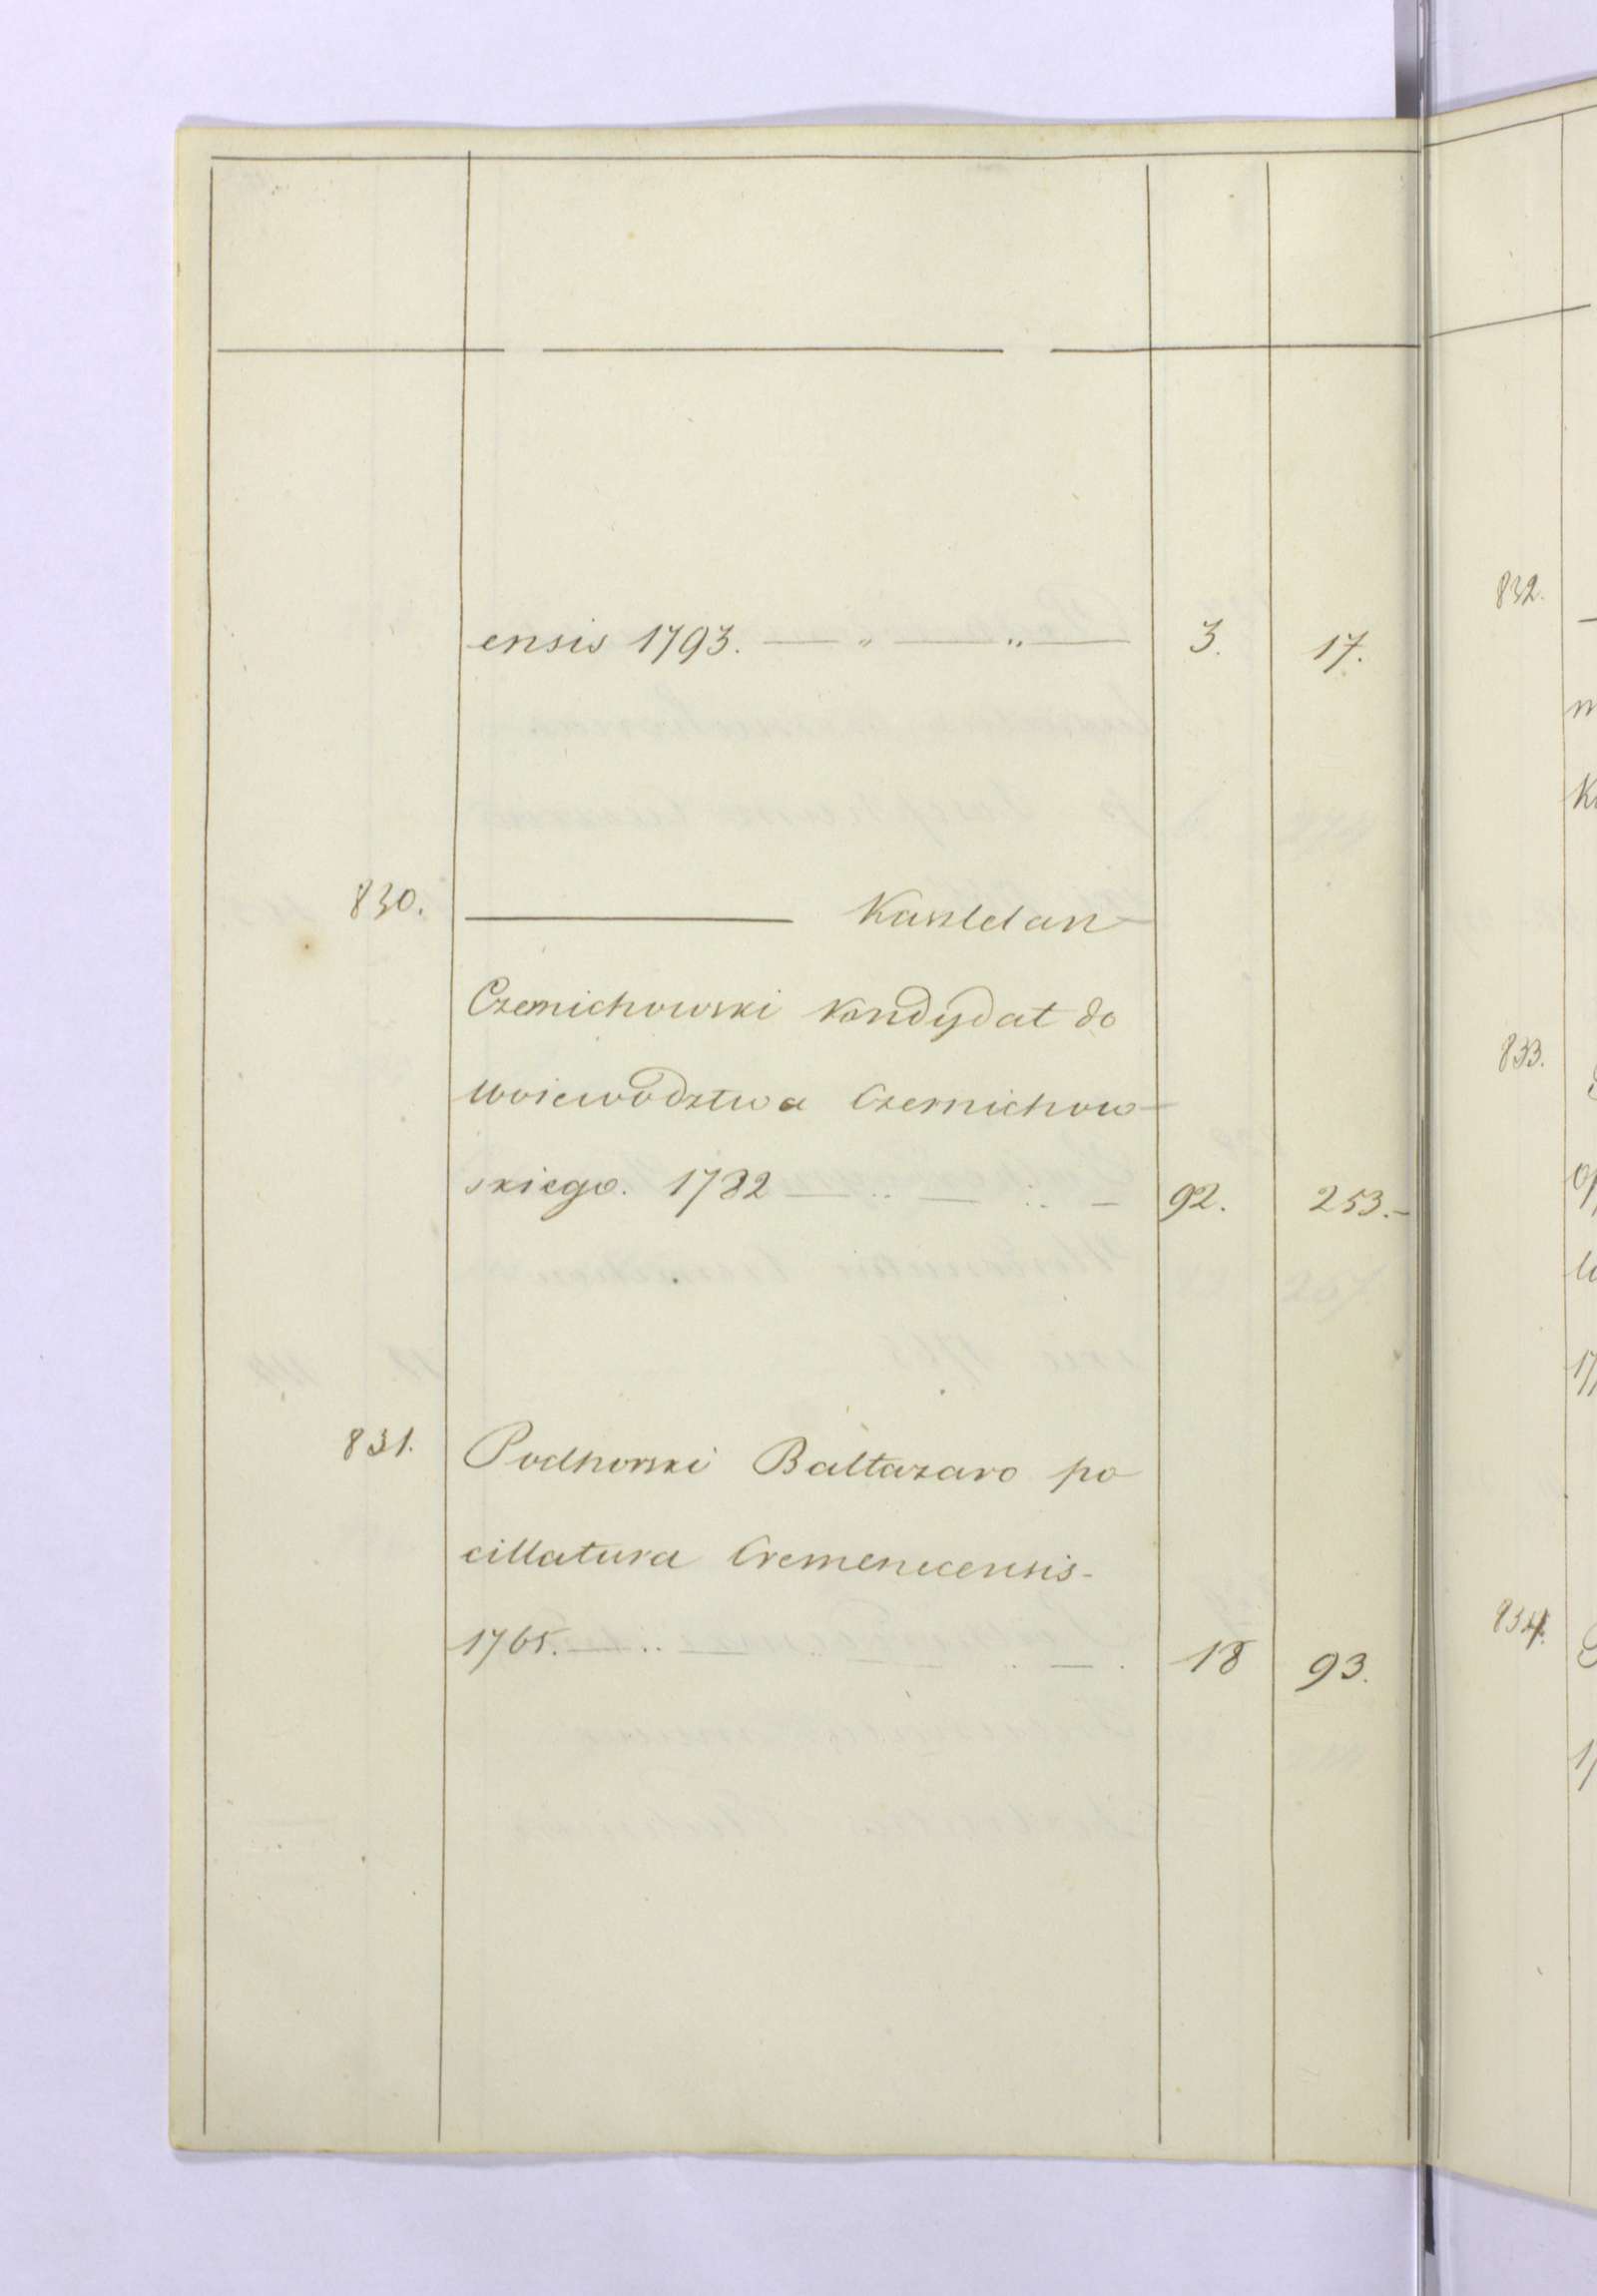 ensis 1793. — " — " — 3. 17.
830. ——— Kasztelan
Czernichowski Kandydat do
Woiewodztwa Czernichow-
skiego. 1782 — .. — .. — 92. 253.-
831. Podhorski Baltazaro po
cillatura Cremenecensis-
1765. — .. — .. — .. — . 18 93.
832.
833.
834.